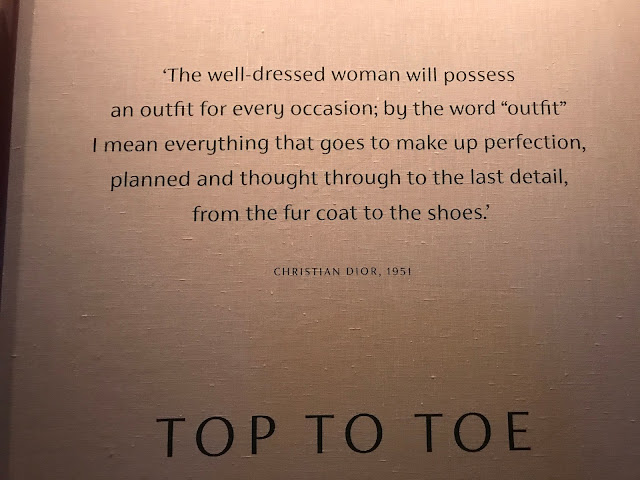 ‘The well-dressed woman will possess
an outfit for every occasion; by the word “outfit”
I mean everything that goes to make up perfection,
planned and thought through to the last detail,
from the fur coat to the shoes.’
CHRISTIAN DIOR, 1951
TOP TO TOE